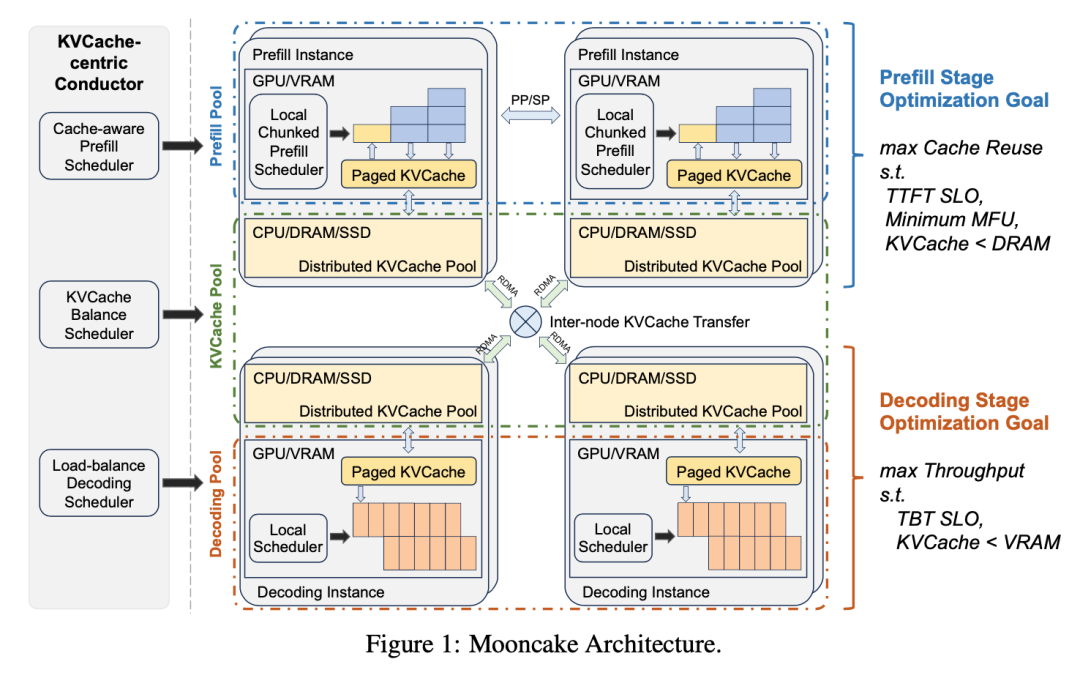 KVCache-
centric
Conductor
Cache-aware
Prefill
Scheduler
KVCache
Balance
Scheduler
Load-balance
Decoding
Scheduler
Prefill Pool
KVCache Pool
Decoding Pool
Prefill Instance
GPU/VRAM
Local
Chunked
Prefill
Scheduler
Paged KVCache
CPU/DRAM/SSD
Distributed KVCache Pool
PP/SP
Prefill Instance
GPU/VRAM
Local
Chunked
Prefill
Scheduler
Paged KVCache
CPU/DRAM/SSD
Distributed KVCache Pool
RDMA
RDMA
Inter-node KVCache Transfer
RDMA
RDMA
CPU/DRAM/SSD
Distributed KVCache Pool
GPU/VRAM
Paged KVCache
Local
Scheduler
Decoding Instance
CPU/DRAM/SSD
Distributed KVCache Pool
GPU/VRAM
Paged KVCache
Local
Scheduler
Decoding Instance
Prefill Stage
Optimization Goal
max Cache Reuse
s.t.
TTFT SLO,
Minimum MFU,
KVCache < DRAM
Decoding Stage
Optimization Goal
max Throughput
s.t.
TBT SLO,
KVCache < VRAM
Figure 1: Mooncake Architecture.